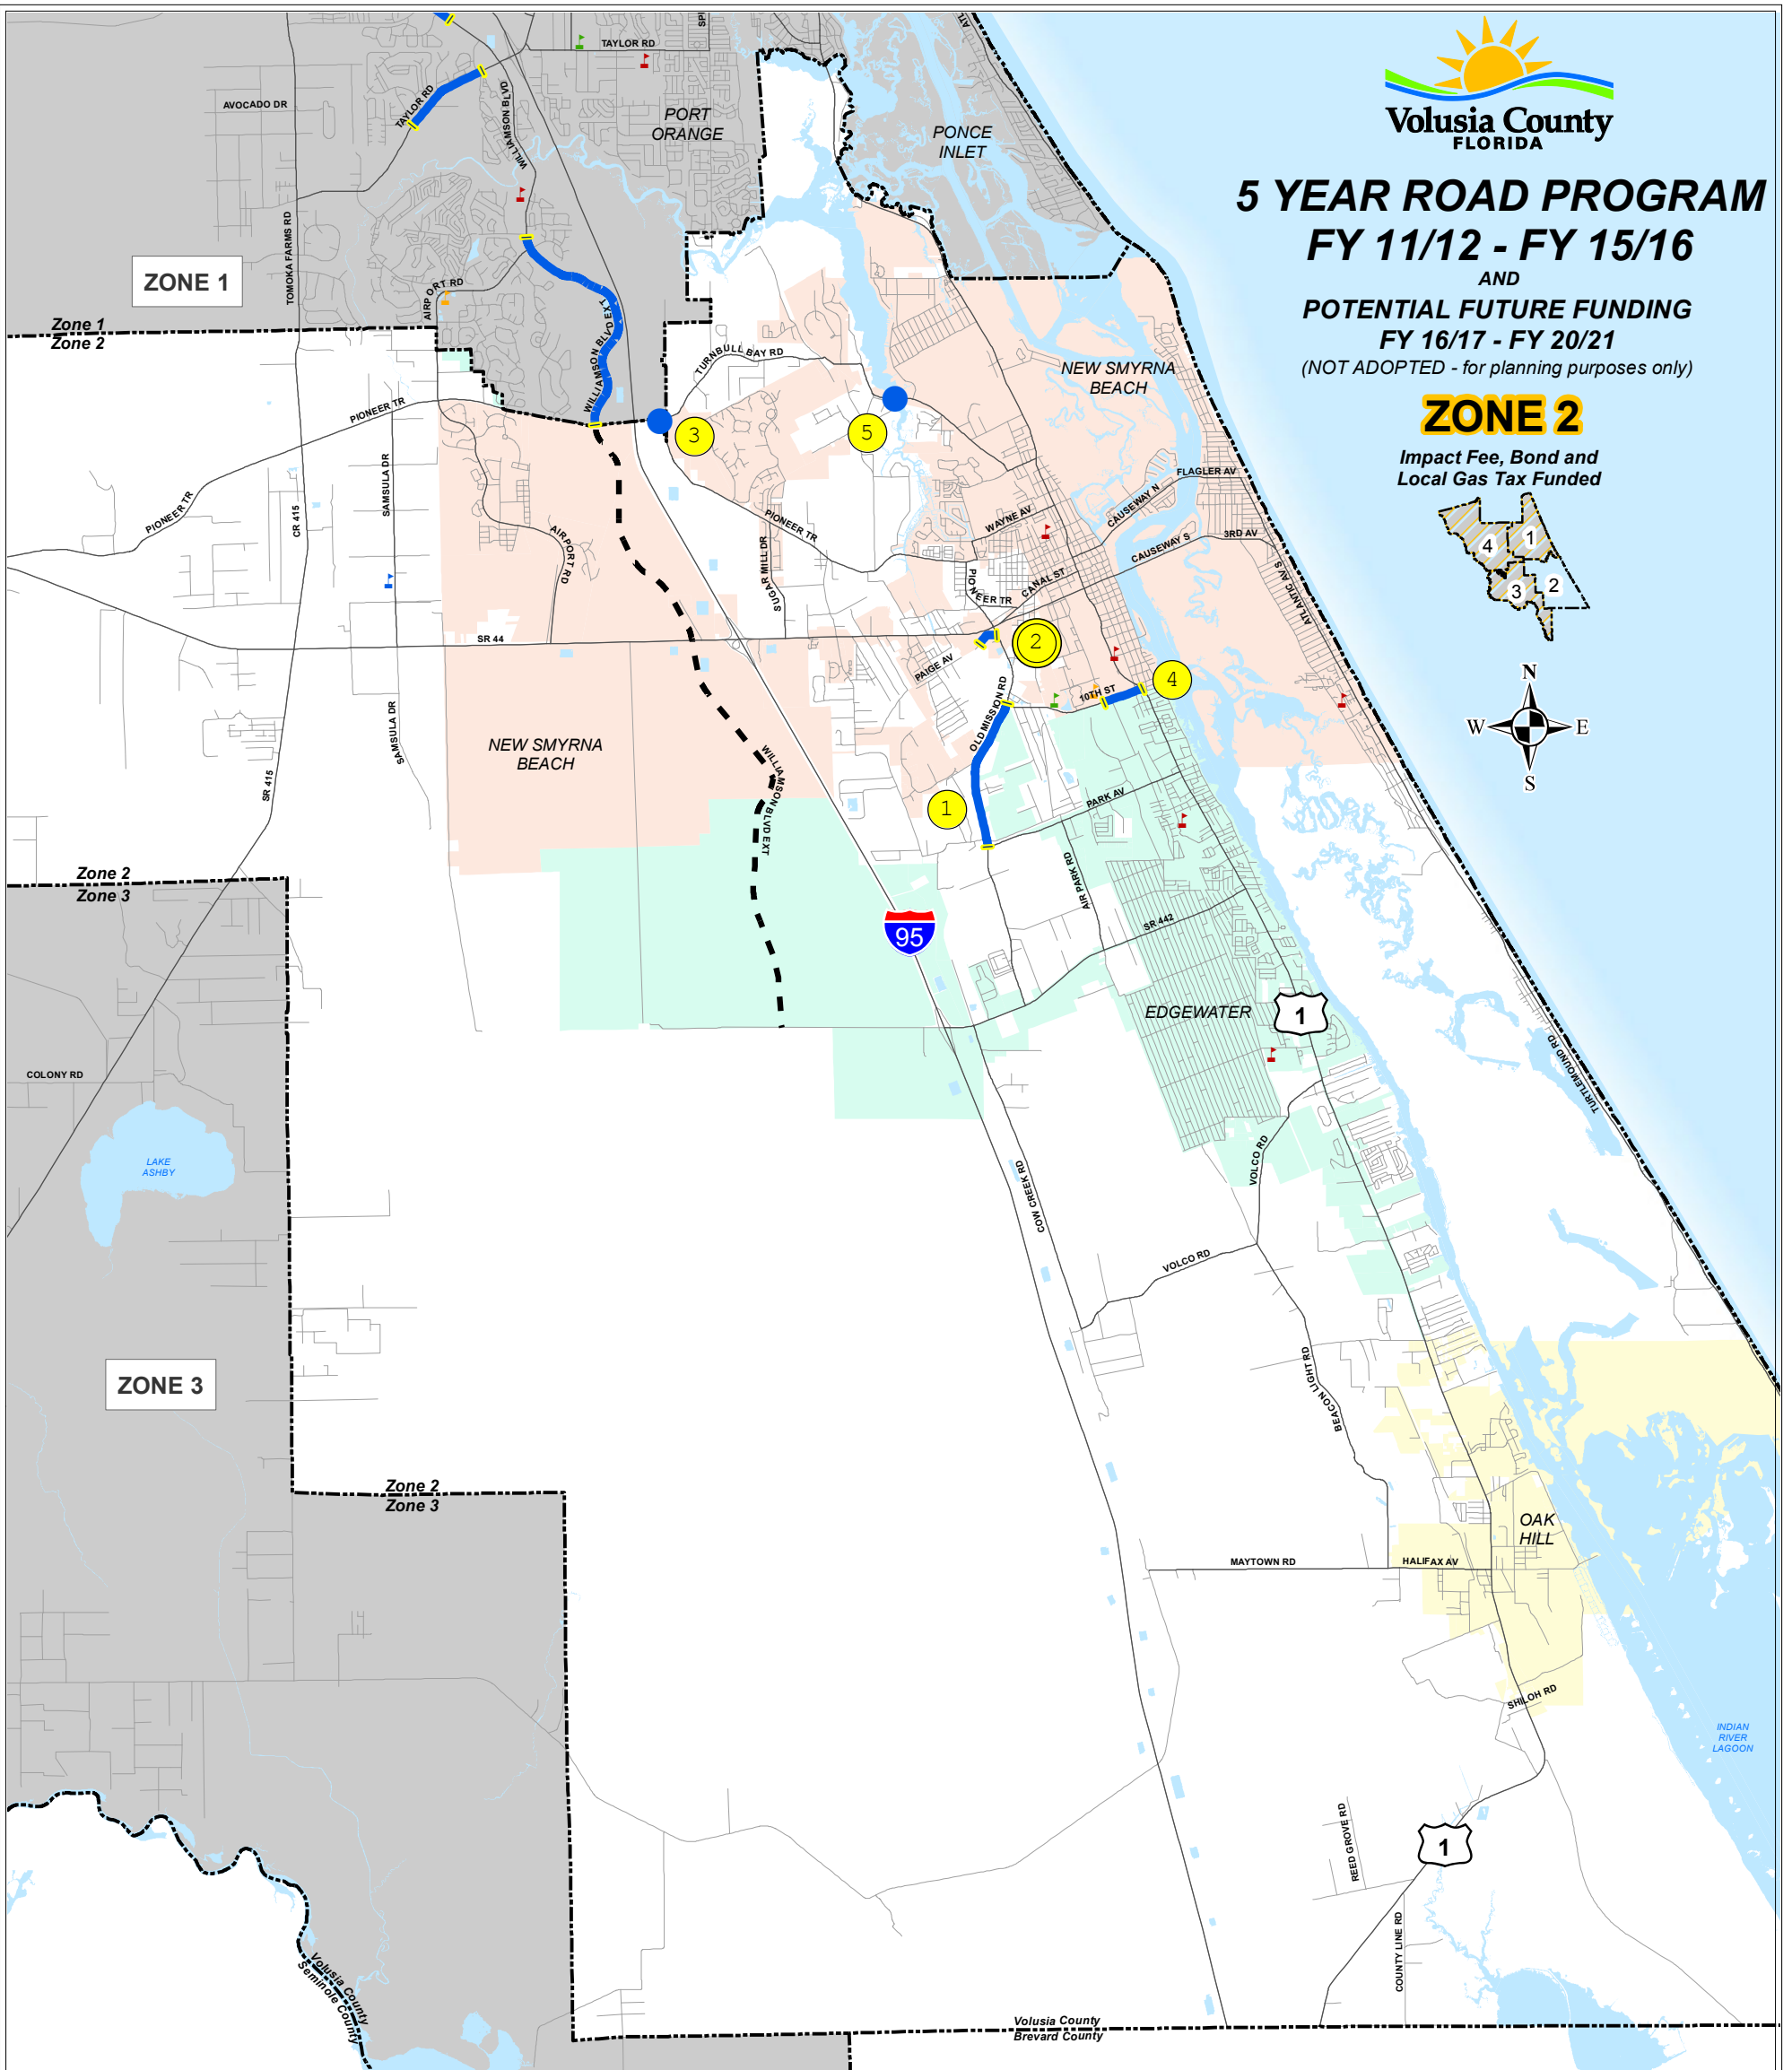 Volusia County
FLORIDA
5 YEAR ROAD PROGRAM
FY 11/12 - FY 15/16
AND
POTENTIAL FUTURE FUNDING
FY 16/17 - FY 20/21
(NOT ADOPTED - for planning purposes only)
ZONE 2
Impact Fee, Bond and
Local Gas Tax Funded
4
1
3
2
N
W
E
S
TAYLOR RD
AVOCADO DR
TAYLOR RD
WILLIAMSON BLVD
PORT
ORANGE
PONCE
INLET
TOMOKA FARMS RD
ZONE 1
AIRPORT RD
Zone 1
Zone 2
WILLIAMSON BLVD EXT
TURNBULL BAY RD
NEW SMYRNA
BEACH
PIONEER TR
3
5
SAMSULA DR
CR 415
PIONEER TR
AIRPORT RD
PIONEER TR
SUGAR MILL DR
WAYNE AV
CAUSEWAY N
FLAGLER AV
CAUSEWAY S
3RD AV
ATLANTIC AV S
CANAL ST
PIONEER TR
SR 44
2
PAIGE AV
4
10TH ST
OLD MISSION RD
SAMSULA DR
NEW SMYRNA
BEACH
SR 415
WILLIAMSON BLVD EXT
1
PARK AV
AIR PARK RD
SR 442
95
Zone 2
Zone 3
EDGEWATER
1
TURTLEMOUND RD
COLONY RD
LAKE
ASHBY
VOLCO RD
COW CREEK RD
VOLCO RD
BEACON LIGHT RD
ZONE 3
Zone 2
Zone 3
OAK
HILL
MAYTOWN RD
HALIFAX AV
SHILOH RD
INDIAN
RIVER
LAGOON
REED GROVE RD
1
COUNTY LINE RD
Volusia County
Seminole County
Volusia County
Brevard County